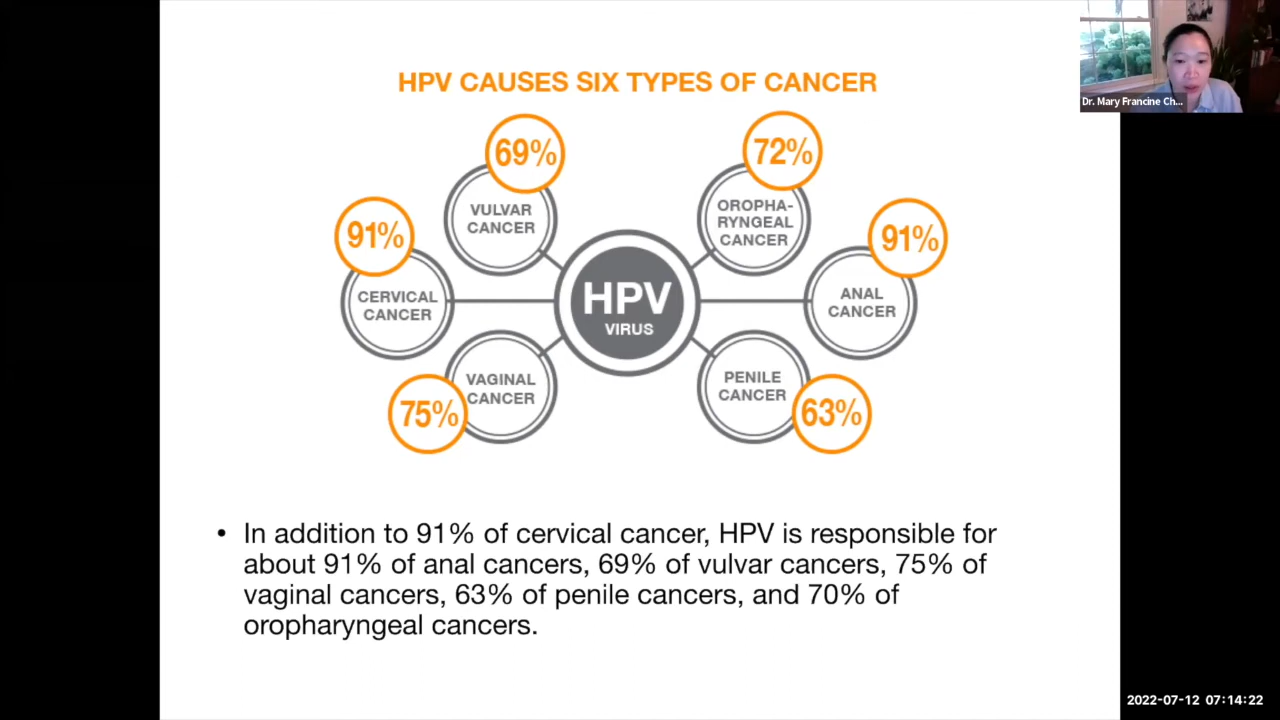 HPV CAUSES SIX TYPES OF CANCER
69%
72%
VULVAR
CANCER
OROPHA-
RYNGEAL
CANCER
91%
91%
CERVICAL
CANCER
HPV
VIRUS
ANAL
CANCER
VAGINAL
CANCER
PENILE
CANCER
75%
63%
• In addition to 91% of cervical cancer, HPV is responsible for
about 91% of anal cancers, 69% of vulvar cancers, 75% of
vaginal cancers, 63% of penile cancers, and 70% of
oropharyngeal cancers.
Dr. Mary Francine Ch...
2022-07-12 07:14:22